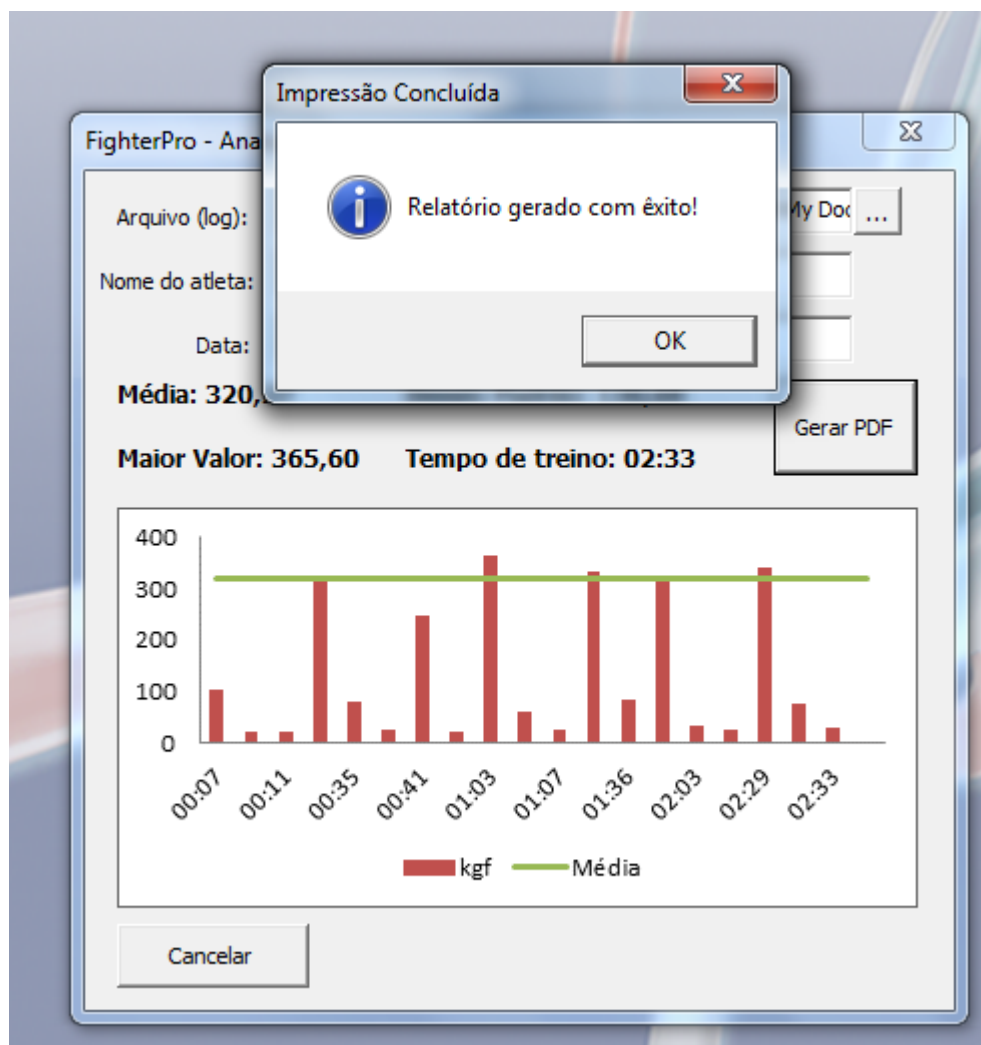 Impressão Concluída
Relatório gerado com êxito!
OK
FighterPro - Ana
Arquivo (log):
My Doc
...
Nome do atleta:
Data:
Média: 320,
Gerar PDF
Maior Valor: 365,60 Tempo de treino: 02:33
400
300
200
100
0
00:07 00:11 00:35 00:41 01:03 01:07 01:36 02:03 02:29 02:33
kgf Média
Cancelar